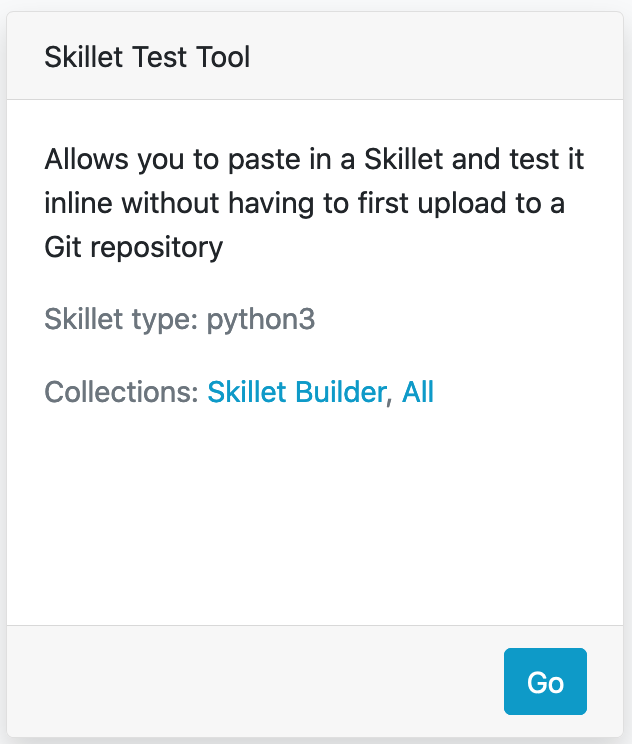 Skillet Test Tool
Allows you to paste in a Skillet and test it
inline without having to first upload to a
Git repository
Skillet type: python3
Collections: Skillet Builder, All
Go